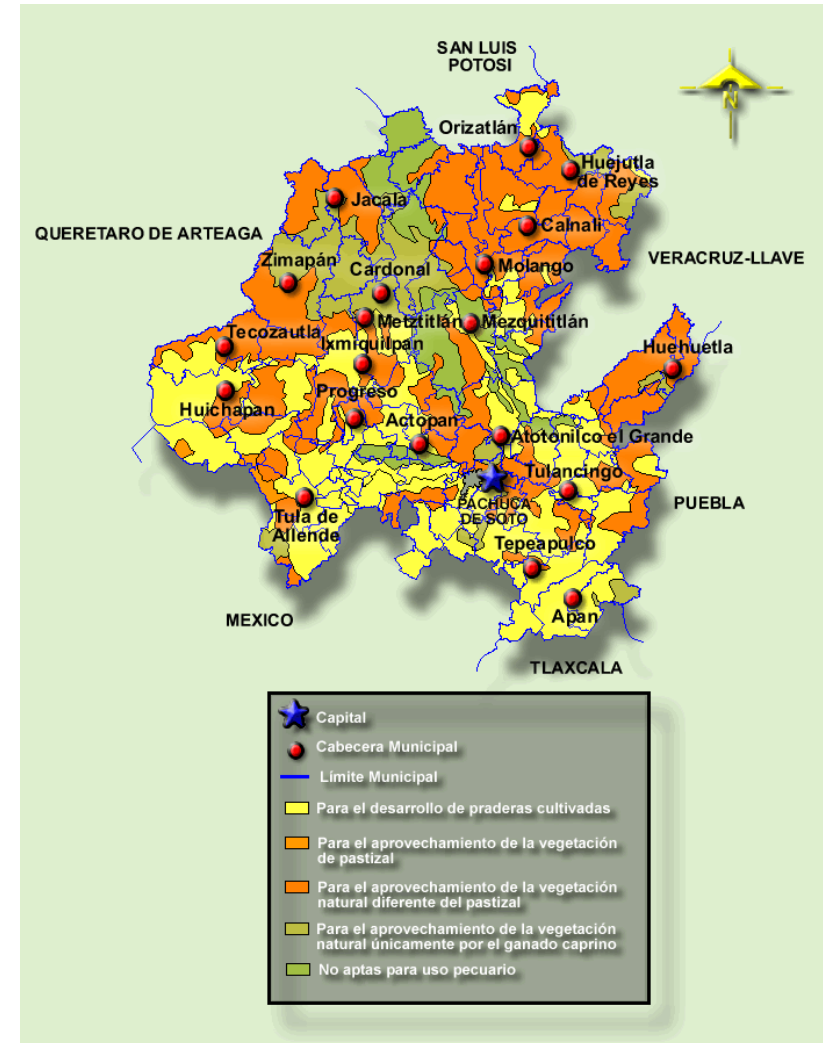 SAN LUIS
POTOSI
N
Orizatlán
Huejutla
de Reyes
Jacala
Calnali
QUERETARO DE ARTEAGA
VERACRUZ-LLAVE
Zimapán
Cardonal
Molango
Tecozautla
Metztitlán
Mezquititlán
Ixmiquilpan
Huehuetla
Progreso
Huichapan
Actopan
Atotonilco el Grande
Tulancingo
PACHUCA
DE SOTO
PUEBLA
Tula de
Allende
Tepeapulco
MEXICO
Apan
TLAXCALA
Capital
Cabecera Municipal
Límite Municipal
Para el desarrollo de praderas cultivadas
Para el aprovechamiento de la vegetación
de pastizal
Para el aprovechamiento de la vegetación
natural diferente del pastizal
Para el aprovechamiento de la vegetación
natural únicamente por el ganado caprino
No aptas para uso pecuario